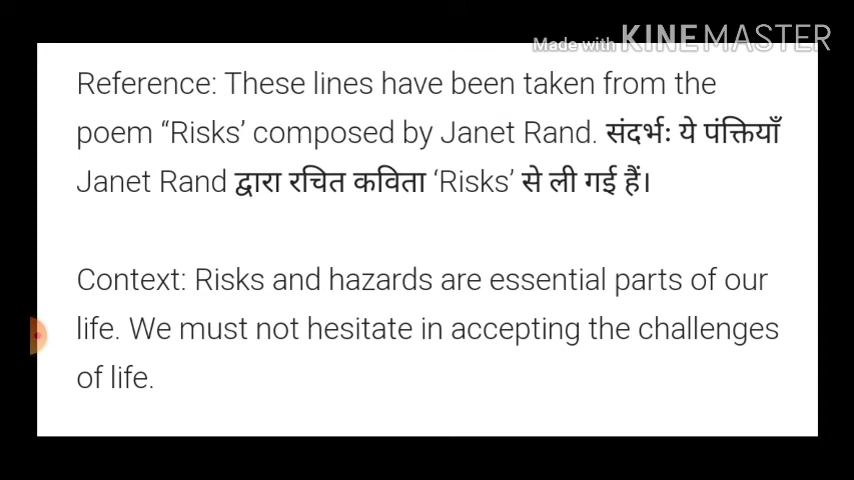 Made with KINEMASTER
Reference: These lines have been taken from the
poem “Risks’ composed by Janet Rand. संदर्भः ये पंक्तियाँ
Janet Rand द्वारा रचित कविता ‘Risks’ से ली गई हैं।
Context: Risks and hazards are essential parts of our
life. We must not hesitate in accepting the challenges
of life.